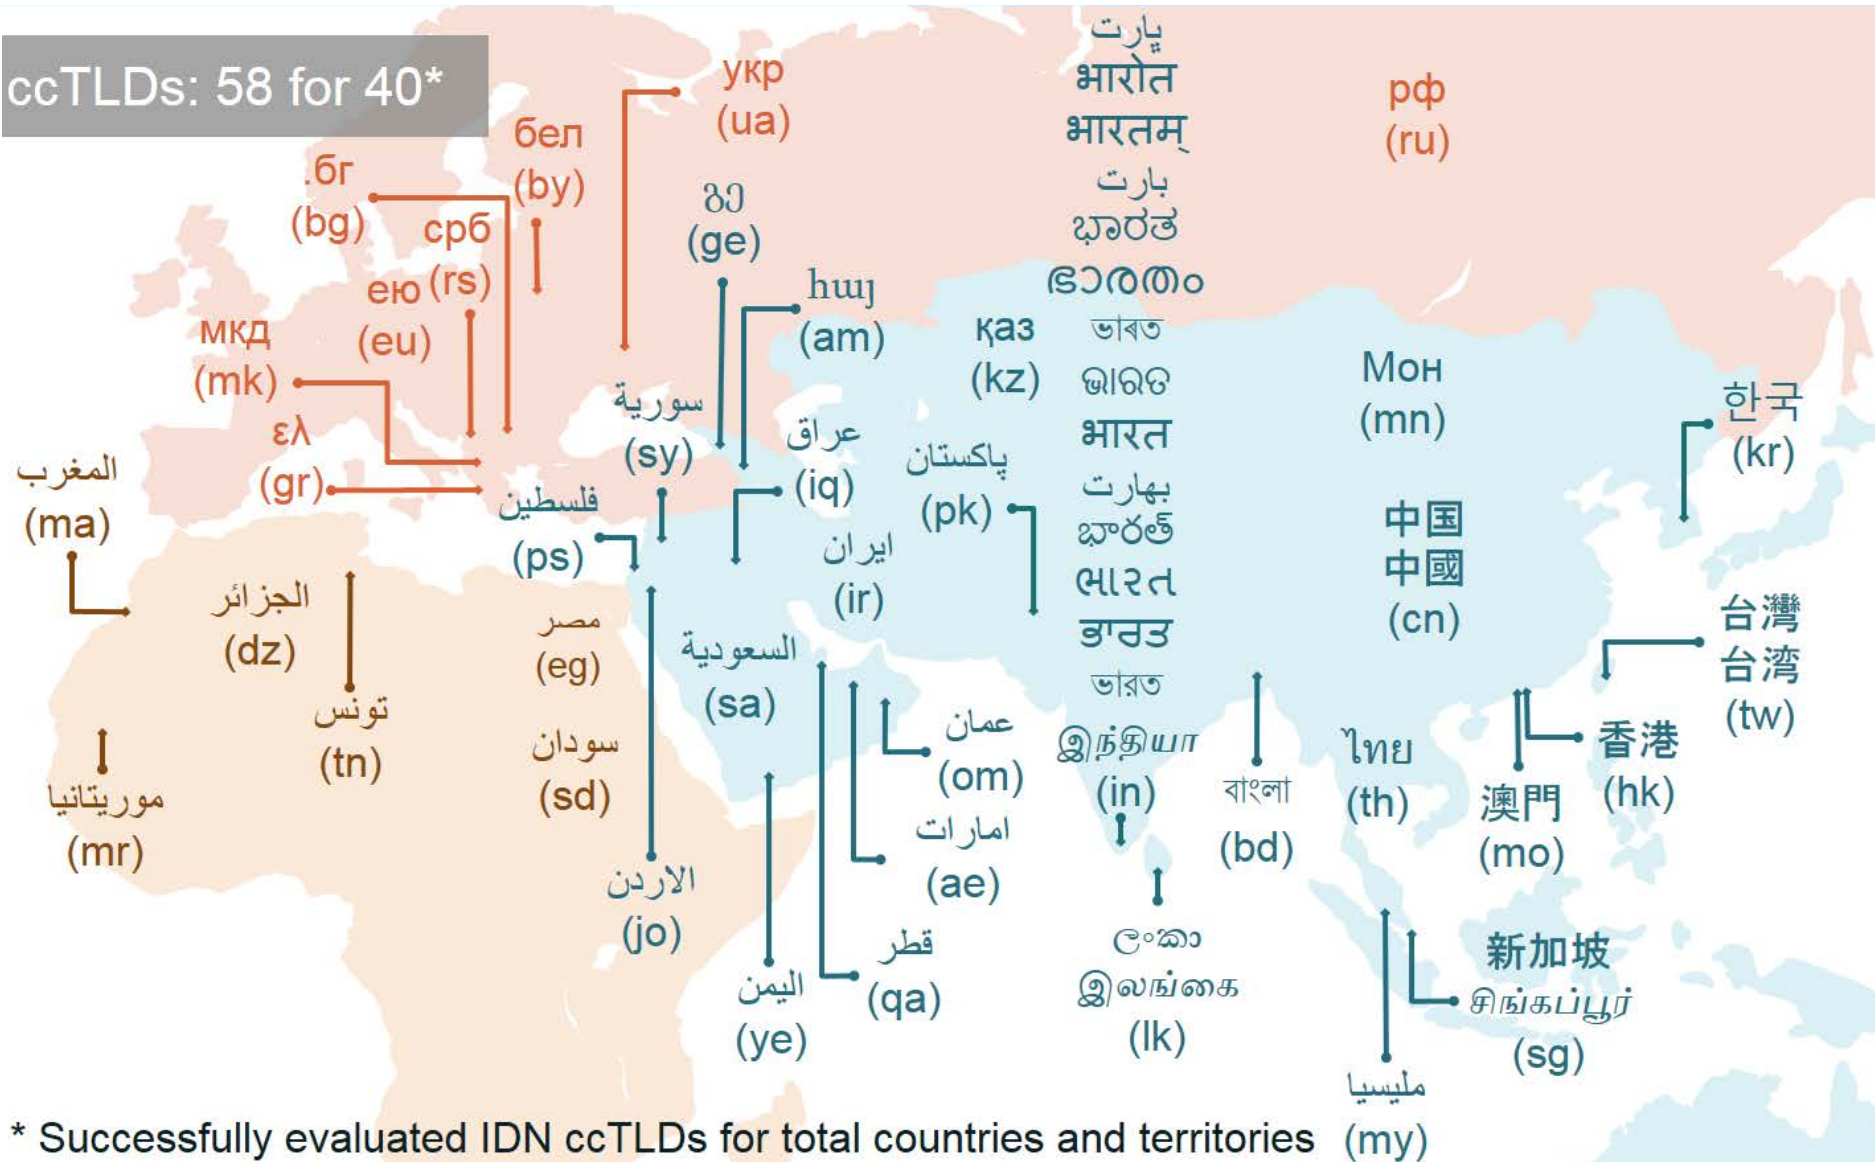 ccTLDs: 58 for 40*
укр
(ua)
бел
(by)
.бг
(bg)
срб
(rs)
ею
(eu)
мкд
(mk)
ελ
(gr)
рф
(ru)
გე
(ge)
հայ
(am)
қаз
(kz)
سورية
(sy)
عراق
(iq)
پاکستان
(pk)
فلسطين
(ps)
ایران
(ir)
المغرب
(ma)
الجزائر
(dz)
تونس
(tn)
مصر
(eg)
سودان
(sd)
موريتانيا
(mr)
السعودية
(sa)
عمان
(om)
امارات
(ae)
قطر
(qa)
اليمن
(ye)
الاردن
(jo)
ڀارت
भारोत
भारतम्
بارت
ಭಾರತ
ഭാരതം
ভাৰত
ଭାରତ
भारत
بھارت
భారత్
ભારત
ਭਾਰਤ
ভারত
இந்தியா
(in)
ලංකා
இலங்கை
(lk)
বাংলা
(bd)
Мон
(mn)
中国
中國
(cn)
한국
(kr)
台灣
台湾
(tw)
香港
(hk)
澳門
(mo)
ไทย
(th)
新加坡
சிங்கப்பூர்
(sg)
مليسيا
(my)
* Successfully evaluated IDN ccTLDs for total countries and territories